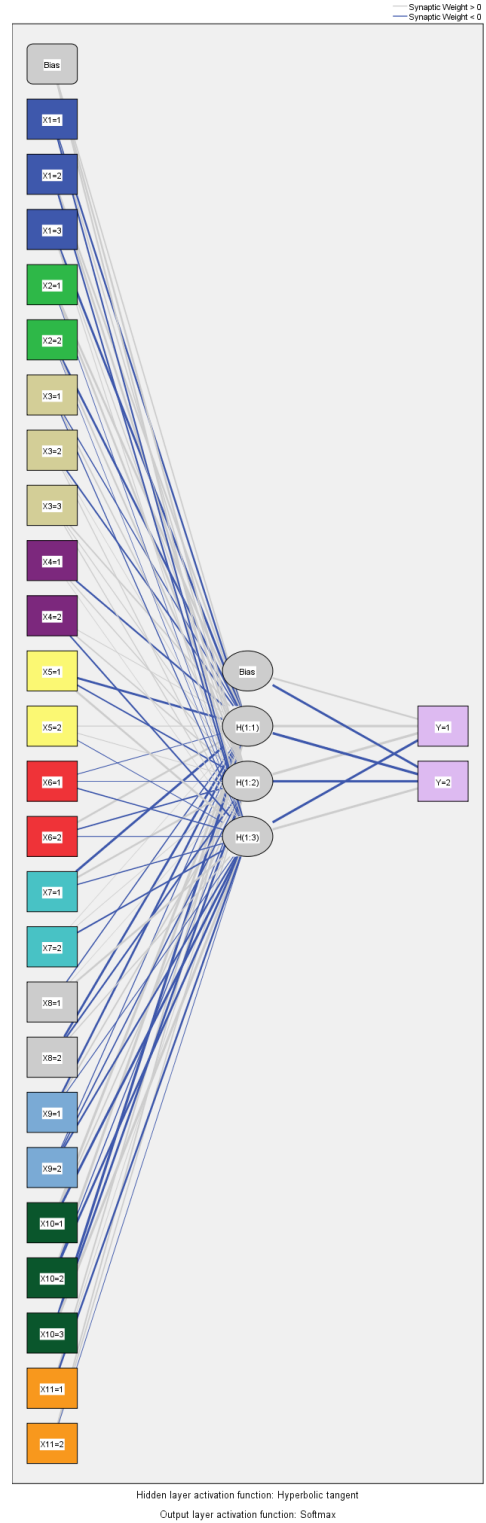 Synaptic Weight > 0
Synaptic Weight < 0
Bias
X1=1
X1=2
X1=3
X2=1
X2=2
X3=1
X3=2
X3=3
X4=1
X4=2
X5=1
X5=2
X6=1
X6=2
X7=1
X7=2
X8=1
X8=2
X9=1
X9=2
X10=1
X10=2
X10=3
X11=1
X11=2
Bias
H(1:1)
H(1:2)
H(1:3)
Y=1
Y=2
Hidden layer activation function: Hyperbolic tangent
Output layer activation function: Softmax